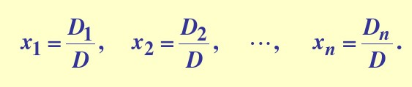 x₁ = D₁/D, x₂ = D₂/D, ⋯, xₙ = Dₙ/D.